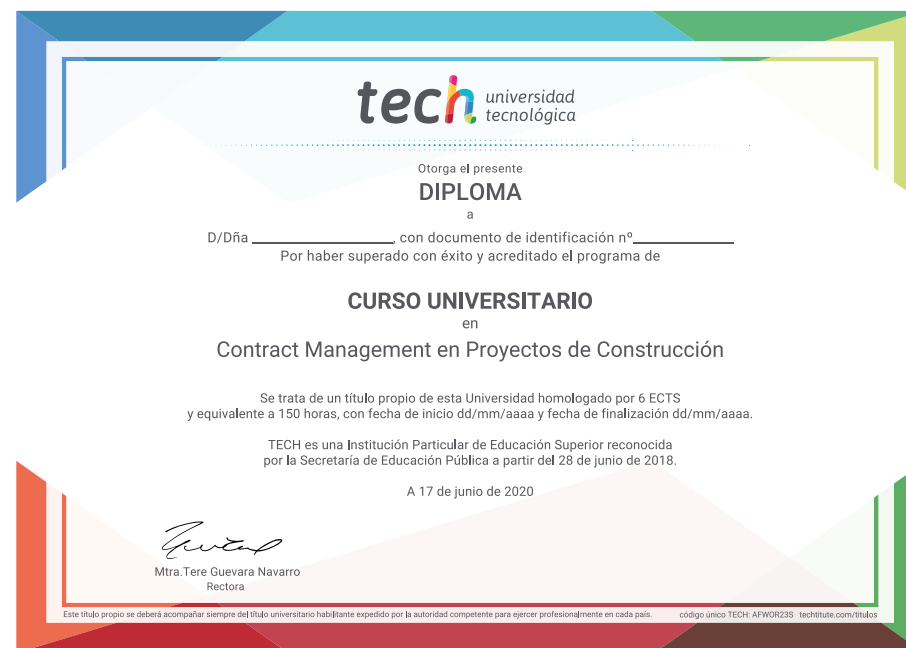 tech universidad
tecnológica
Otorga el presente
DIPLOMA
a
D/Dña ____________________, con documento de identificación nº______________
Por haber superado con éxito y acreditado el programa de
CURSO UNIVERSITARIO
en
Contract Management en Proyectos de Construcción
Se trata de un título propio de esta Universidad homologado por 6 ECTS
y equivalente a 150 horas, con fecha de inicio dd/mm/aaaa y fecha de finalización dd/mm/aaaa.
TECH es una Institución Particular de Educación Superior reconocida
por la Secretaría de Educación Pública a partir del 28 de junio de 2018.
A 17 de junio de 2020
Mtra.Tere Guevara Navarro
Rectora
Este título propio se deberá acompañar siempre del título universitario habilitante expedido por la autoridad competente para ejercer profesionalmente en cada país. código único TECH: AFWOR23S techtitute.com/titulos